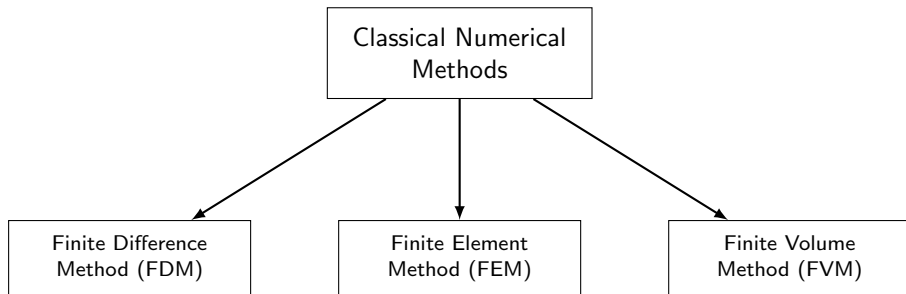 Classical Numerical
Methods
Finite Difference
Method (FDM)
Finite Element
Method (FEM)
Finite Volume
Method (FVM)